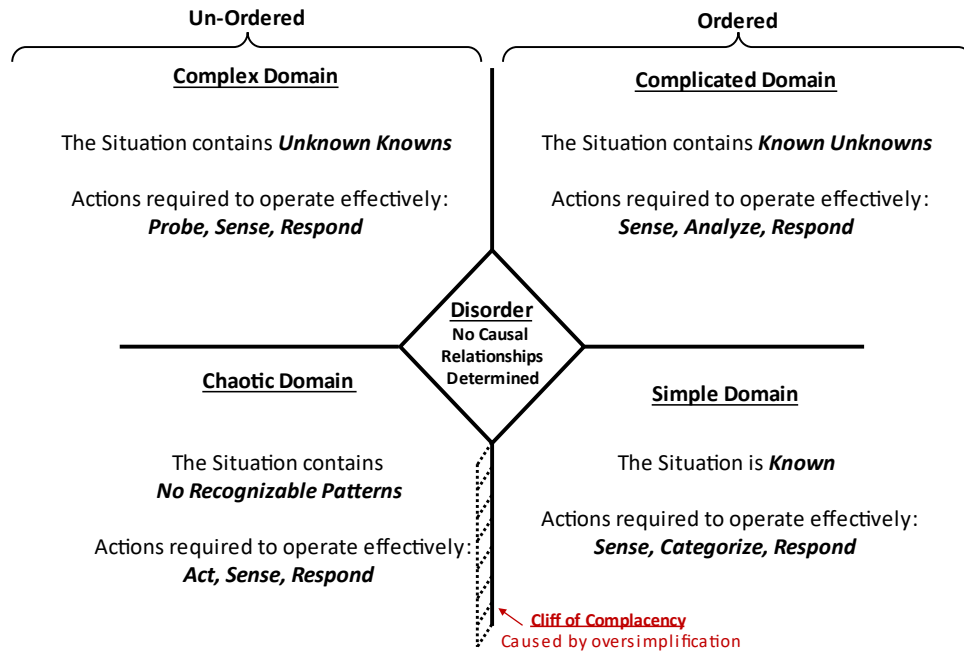 Un-Ordered
Ordered
Complex Domain
The Situation contains Unknown Knowns
Actions required to operate effectively:
Probe, Sense, Respond
Complicated Domain
The Situation contains Known Unknowns
Actions required to operate effectively:
Sense, Analyze, Respond
Disorder
No Causal
Relationships
Determined
Chaotic Domain
The Situation contains
No Recognizable Patterns
Actions required to operate effectively:
Act, Sense, Respond
Simple Domain
The Situation is Known
Actions required to operate effectively:
Sense, Categorize, Respond
Cliff of Complacency
Caused by oversimplification